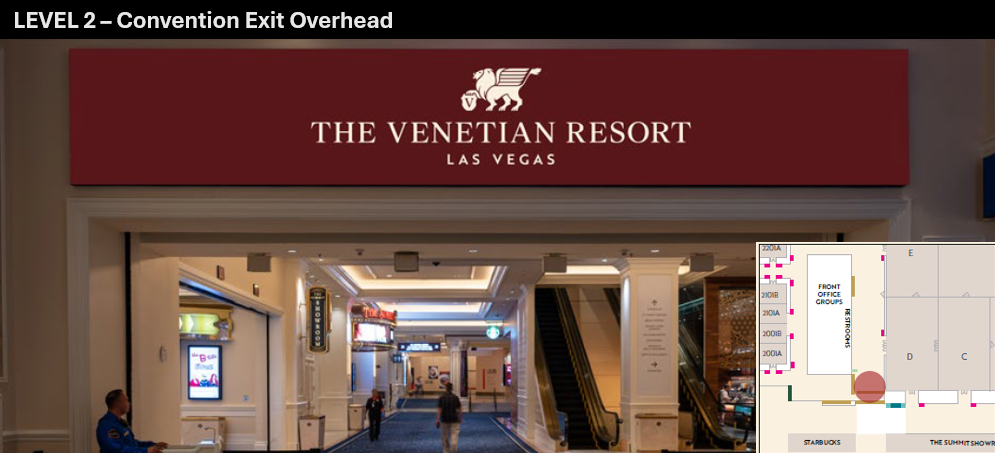 LEVEL 2 – Convention Exit Overhead
V
THE VENETIAN RESORT
LAS VEGAS
SHOWROOM
2201A
2101B
2101A
2001B
2001A
FRONT
OFFICE
GROUPS
RESTROOMS
E
D
C
STARBUCKS
THE SUMMIT SHOWR